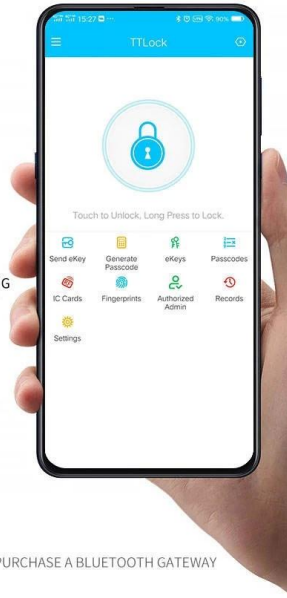 15:27
90%
TTLock
Touch to Unlock, Long Press to Lock.
Send eKey
Generate
Passcode
eKeys
Passcodes
IC Cards
Fingerprints
Authorized
Admin
Records
Settings
G
PURCHASE A BLUETOOTH GATEWAY